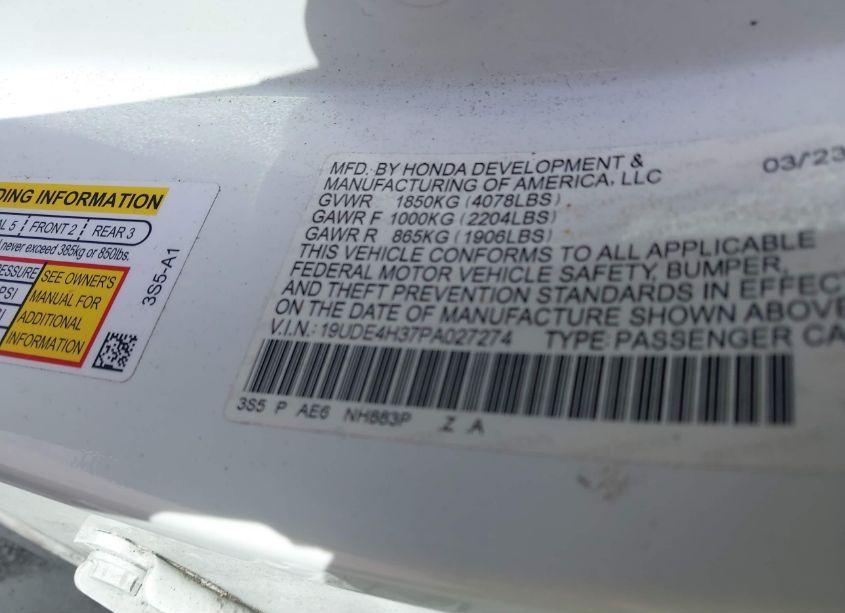 DING INFORMATION
AL 5 FRONT 2 REAR 3
never exceed 385kg or 850lbs.
PRESSURE
PSI
SEE OWNER'S
MANUAL FOR
ADDITIONAL
INFORMATION
3S5-A1
MFD. BY HONDA DEVELOPMENT & 03/23
MANUFACTURING OF AMERICA, LLC
GVWR 1850KG (4078LBS)
GAWR F 1000KG (2204LBS)
GAWR R 865KG (1906LBS)
THIS VEHICLE CONFORMS TO ALL APPLICABLE
FEDERAL MOTOR VEHICLE SAFETY, BUMPER,
AND THEFT PREVENTION STANDARDS IN EFFECT
ON THE DATE OF MANUFACTURE SHOWN ABOVE
V.I.N.: 19UDE4H37PA027274 TYPE: PASSENGER CA
3S5 P AE6 NH883P Z A